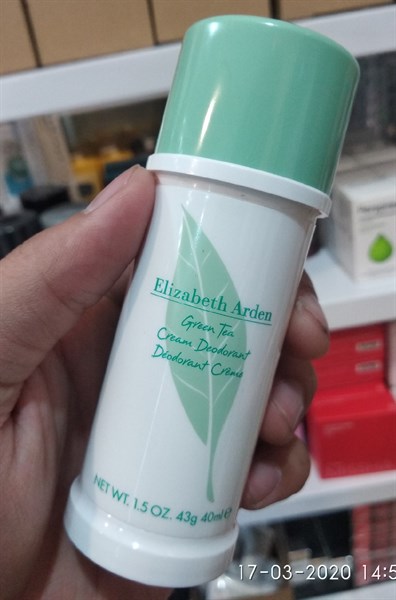 Elizabeth Arden
Green Tea
Cream Deodorant
Déodorant Crème
NET WT. 1.5 OZ. 43g 40ml e
17-03-2020 14:5